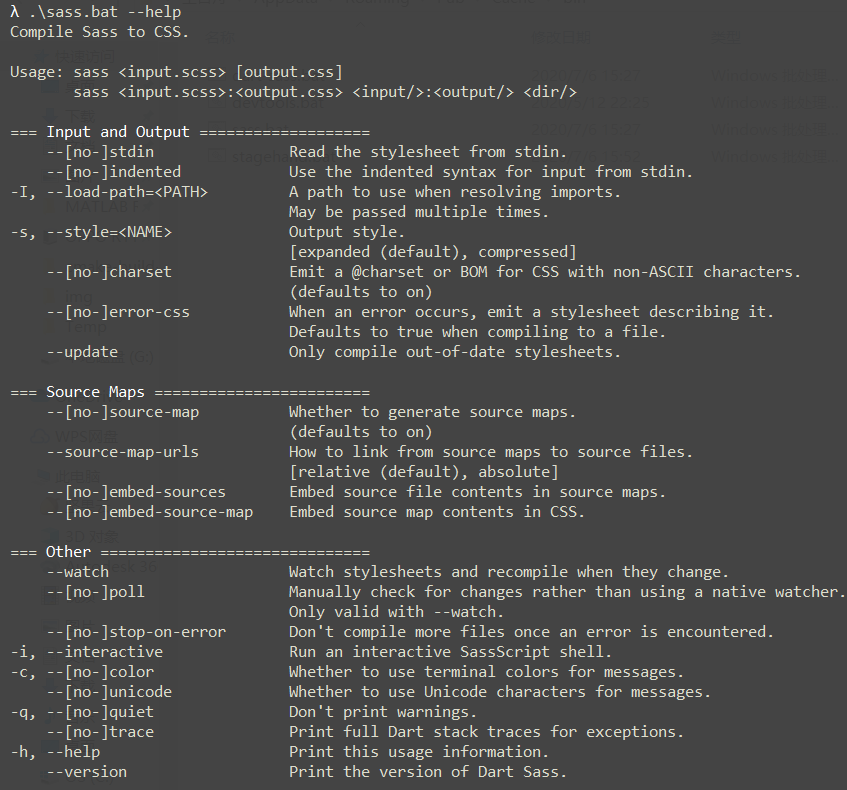 λ .\sass.bat --help
Compile Sass to CSS.

Usage: sass <input.scss> [output.css]
       sass <input.scss>:<output.css> <input/>:<output/> <dir/>

=== Input and Output ===================
    --[no-]stdin               Read the stylesheet from stdin.
    --[no-]indented            Use the indented syntax for input from stdin.
-I, --load-path=<PATH>         A path to use when resolving imports.
                               May be passed multiple times.
-s, --style=<NAME>             Output style.
                               [expanded (default), compressed]
    --[no-]charset             Emit a @charset or BOM for CSS with non-ASCII characters.
                               (defaults to on)
    --[no-]error-css           When an error occurs, emit a stylesheet describing it.
                               Defaults to true when compiling to a file.
    --update                   Only compile out-of-date stylesheets.

=== Source Maps ========================
    --[no-]source-map          Whether to generate source maps.
                               (defaults to on)
    --source-map-urls          How to link from source maps to source files.
                               [relative (default), absolute]
    --[no-]embed-sources       Embed source file contents in source maps.
    --[no-]embed-source-map    Embed source map contents in CSS.

=== Other ==============================
    --watch                    Watch stylesheets and recompile when they change.
    --[no-]poll                Manually check for changes rather than using a native watcher.
                               Only valid with --watch.
    --[no-]stop-on-error       Don't compile more files once an error is encountered.
-i, --interactive              Run an interactive SassScript shell.
-c, --[no-]color               Whether to use terminal colors for messages.
    --[no-]unicode             Whether to use Unicode characters for messages.
-q, --[no-]quiet               Don't print warnings.
    --[no-]trace               Print full Dart stack traces for exceptions.
-h, --help                     Print this usage information.
    --version                  Print the version of Dart Sass.